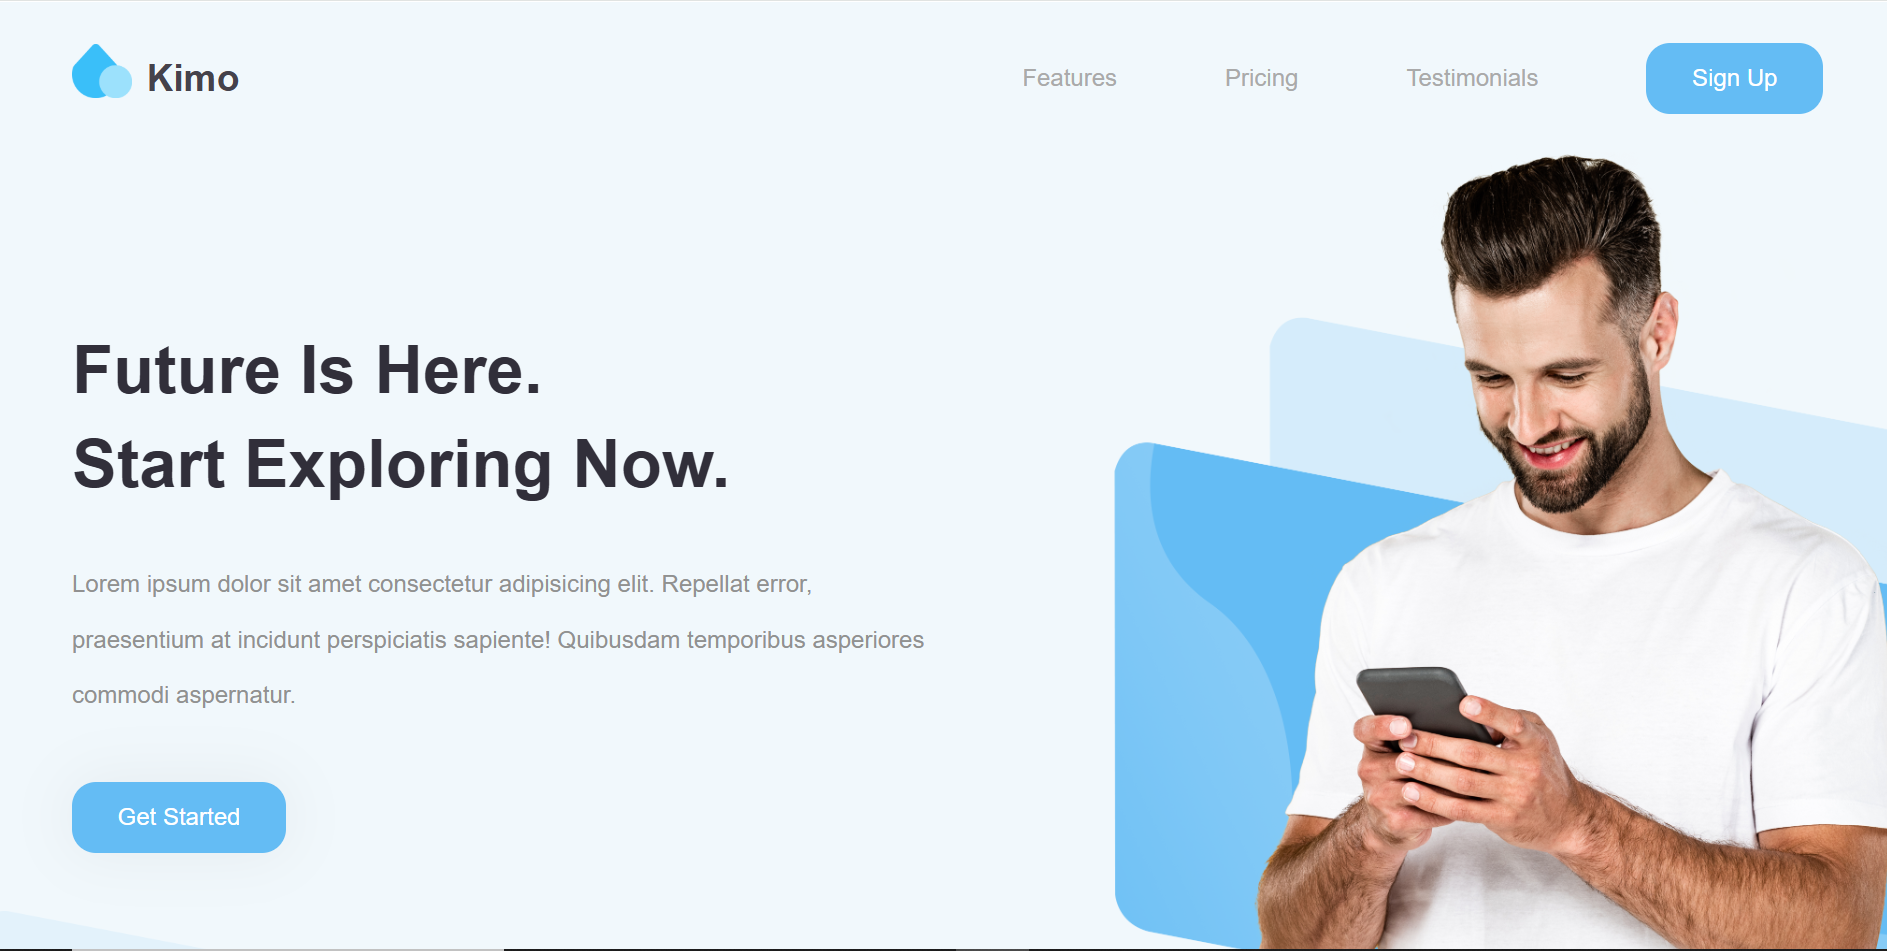 Kimo
Features
Pricing
Testimonials
Sign Up
Future Is Here.
Start Exploring Now.
Lorem ipsum dolor sit amet consectetur adipisicing elit. Repellat error,
praesentium at incidunt perspiciatis sapiente! Quibusdam temporibus asperiores
commodi aspernatur.
Get Started